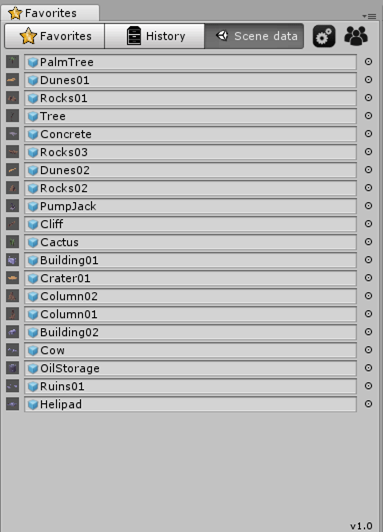 Favorites
Favorites History Scene data
PalmTree
Dunes01
Rocks01
Tree
Concrete
Rocks03
Dunes02
Rocks02
PumpJack
Cliff
Cactus
Building01
Crater01
Column02
Column01
Building02
Cow
OilStorage
Ruins01
Helipad
v1.0